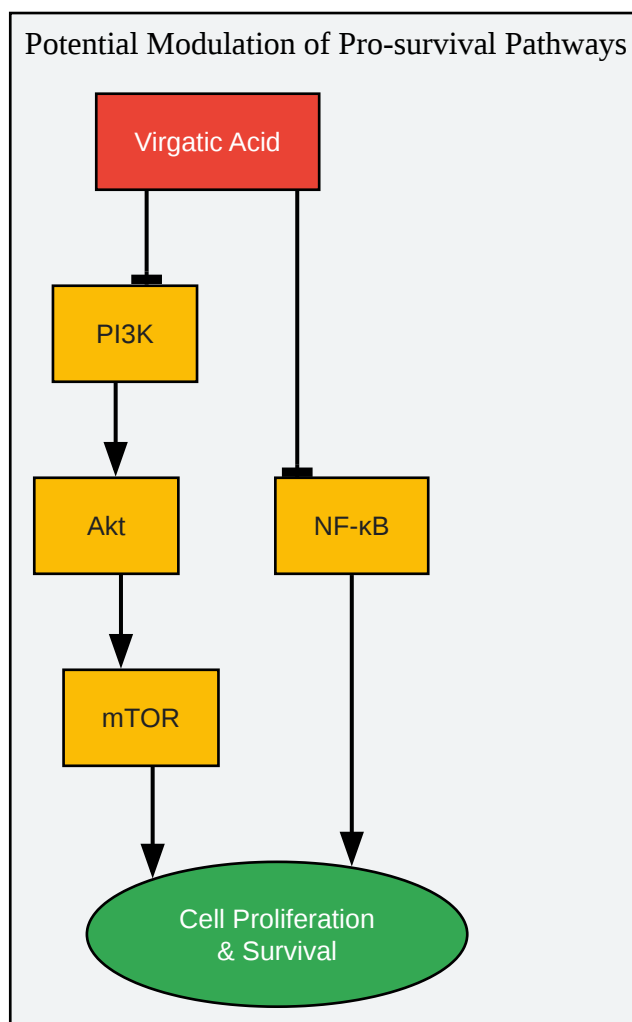 Potential Modulation of Pro-survival Pathways
Virgatic Acid
PI3K
Akt
NF-κB
mTOR
Cell Proliferation
& Survival